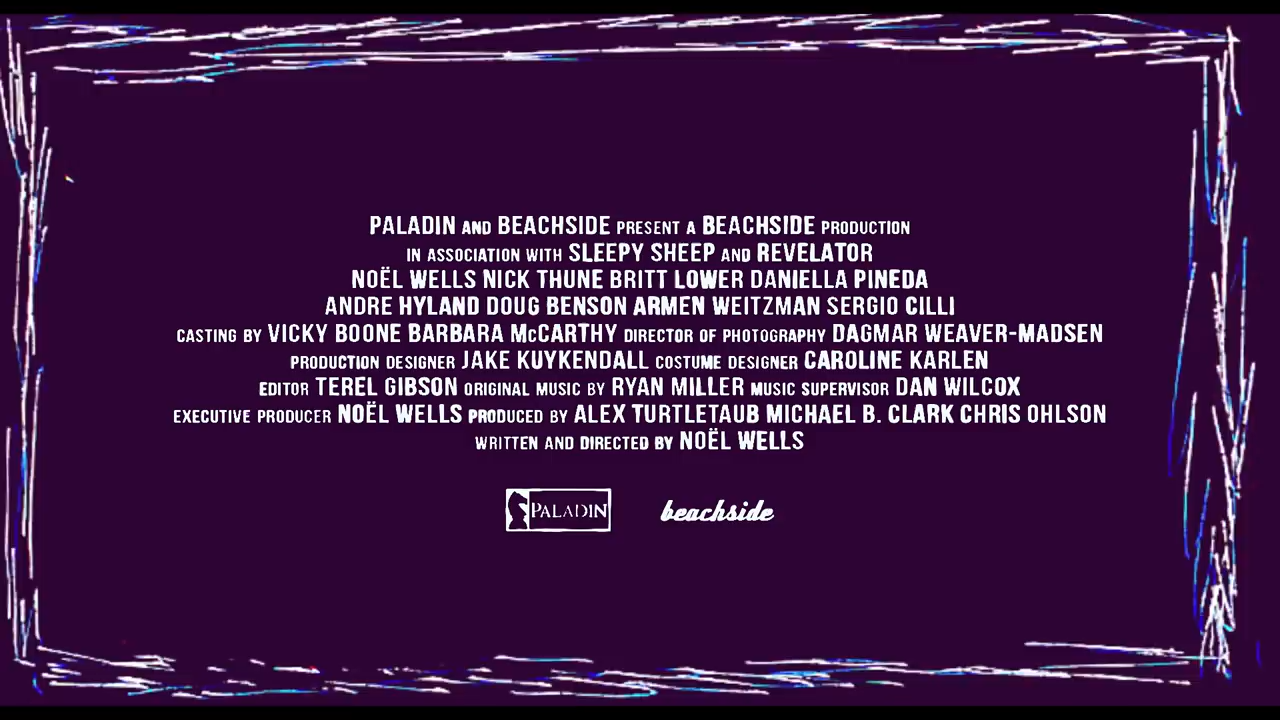 PALADIN AND BEACHSIDE PRESENT A BEACHSIDE PRODUCTION
IN ASSOCIATION WITH SLEEPY SHEEP AND REVELATOR
NOËL WELLS NICK THUNE BRITT LOWER DANIELLA PINEDA
ANDRE HYLAND DOUG BENSON ARMEN WEITZMAN SERGIO CILLI
CASTING BY VICKY BOONE BARBARA McCARTHY DIRECTOR OF PHOTOGRAPHY DAGMAR WEAVER-MADSEN
PRODUCTION DESIGNER JAKE KUYKENDALL COSTUME DESIGNER CAROLINE KARLEN
EDITOR TEREL GIBSON ORIGINAL MUSIC BY RYAN MILLER MUSIC SUPERVISOR DAN WILCOX
EXECUTIVE PRODUCER NOËL WELLS PRODUCED BY ALEX TURTLETAUB MICHAEL B. CLARK CHRIS OHLSON
WRITTEN AND DIRECTED BY NOËL WELLS
PALADIN beachside